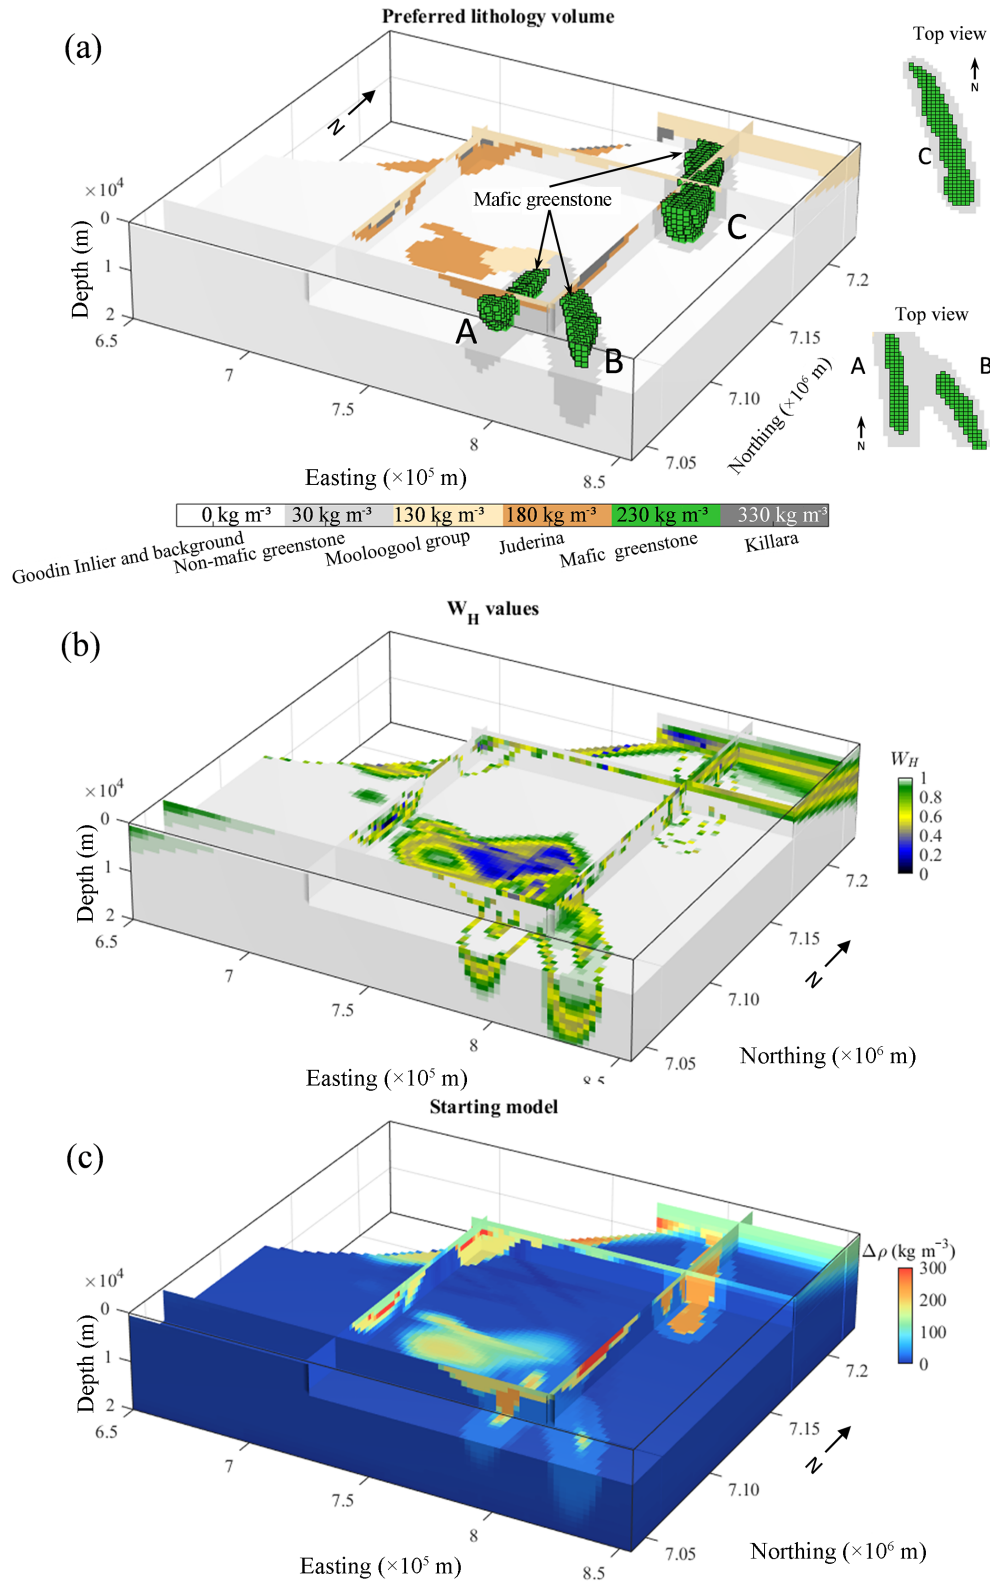 Preferred lithology volume
(a)
Top view
N
C
N
×10⁴
0
1
2
Depth (m)
Mafic greenstone
A
B
C
6.5
7
7.5
8
8.5
Easting (×10⁵ m)
7.05
7.10
7.15
7.2
Northing (×10⁶ m)
Top view
A
B
N
0 kg m⁻³
30 kg m⁻³
130 kg m⁻³
180 kg m⁻³
230 kg m⁻³
330 kg m⁻³
Goodin Inlier and background
Non-mafic greenstone
Mooloogool group
Juderina
Mafic greenstone
Killara
W_H values
(b)
×10⁴
0
1
2
Depth (m)
6.5
7
7.5
8
8.5
Easting (×10⁵ m)
7.05
7.10
7.15
7.2
N
Northing (×10⁶ m)
W_H
1
0.8
0.6
0.4
0.2
0
Starting model
(c)
×10⁴
0
1
2
Depth (m)
6.5
7
7.5
8
8.5
Easting (×10⁵ m)
7.05
7.10
7.15
7.2
N
Northing (×10⁶ m)
Δρ (kg m⁻³)
300
200
100
0